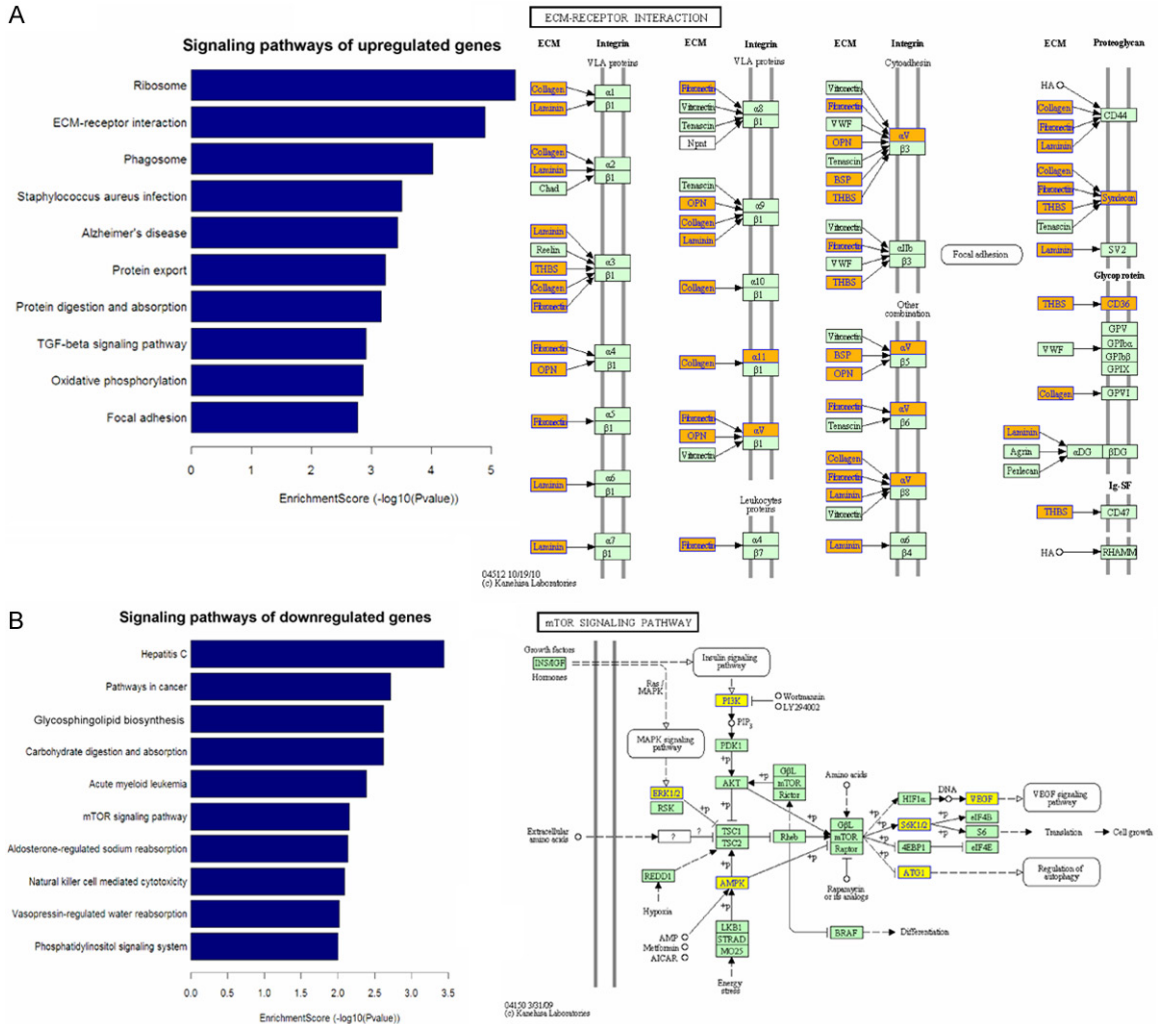 A
Signaling pathways of upregulated genes
Ribosome
ECM-receptor interaction
Phagosome
Staphylococcus aureus infection
Alzheimer's disease
Protein export
Protein digestion and absorption
TGF-beta signaling pathway
Oxidative phosphorylation
Focal adhesion
0 1 2 3 4 5
EnrichmentScore (-log10(Pvalue))
ECM-RECEPTOR INTERACTION
ECM Integrin
VLA proteins
Collagen α1
Laminin β1
Collagen
Laminin α2
Chad β1
Laminin
Reelin
THBS α3
Collagen β1
Fibronectin
Fibronectin α4
OPN β1
Fibronectin α5
β1
Laminin α6
β1
Laminin α7
β1
ECM Integrin
VLA proteins
Fibronectin
Vitronectin α8
Tenascin β1
Npnt
Tenascin
OPN α9
Collagen β1
Laminin
Collagen α10
β1
Collagen α11
β1
Fibronectin
OPN αV
Vitronectin β1
Leukocytes
proteins
Fibronectin α4
β7
ECM Integrin
Cytoadhesin
Vitronectin
Fibronectin
VWF
OPN αV
Tenascin β3
BSP
THBS
Vitronectin
Fibronectin αIIb
VWF β3
THBS
Other
combination
Vitronectin αV
BSP β5
OPN
Fibronectin αV
Tenascin β6
Collagen
Fibronectin αV
Laminin β8
Vitronectin
Laminin α6
β4
Focal adhesion
ECM Proteoglycan
HA
Collagen
Fibronectin CD44
Laminin
Collagen
Fibronectin Syndecan
THBS
Tenascin
Laminin SV2
Glycoprotein
THBS CD36
GPV
VWF GPIbα
GPIbβ
GPIX
Collagen GPVI
Laminin
Agrin αDG βDG
Perlecan
Ig-SF
THBS CD47
HA RHAMM
04512 10/19/10
(c) Kanehisa Laboratories
B
Signaling pathways of downregulated genes
Hepatitis C
Pathways in cancer
Glycosphingolipid biosynthesis
Carbohydrate digestion and absorption
Acute myeloid leukemia
mTOR signaling pathway
Aldosterone-regulated sodium reabsorption
Natural killer cell mediated cytotoxicity
Vasopressin-regulated water reabsorption
Phosphatidylinositol signaling system
0.0 0.5 1.0 1.5 2.0 2.5 3.0 3.5
EnrichmentScore (-log10(Pvalue))
mTOR SIGNALING PATHWAY
Growth factors
INS/IGF
Hormones
Insulin signaling
pathway
Ras
MAPK
PI3K
Wortmannin
LY294002
PIP3
MAPK signaling
pathway
PDK1
+p
AKT
GβL
mTOR
Rictor
+p
Amino acids
ERK1/2
RSK
+p
+p
+p
Extracellular
amino acids
?
?
TSC1
TSC2
Rheb
GβL
mTOR
Raptor
+p
HIF1α
DNA
VEGF
VEGF signaling
pathway
+p
S6K1/2
+p
+p
eIF4B
S6
Translation
Cell growth
+p
4EBP1
eIF4E
+p
ATG1
Regulation of
autophagy
REDD1
+p
AMPK
+p
Rapamycin
or its analogs
Hypoxia
+p
AMP
Metformin
AICAR
LKB1
STRAD
MO25
BRAF
Differentiation
Energy
stress
04150 3/31/09
(c) Kanehisa Laboratories